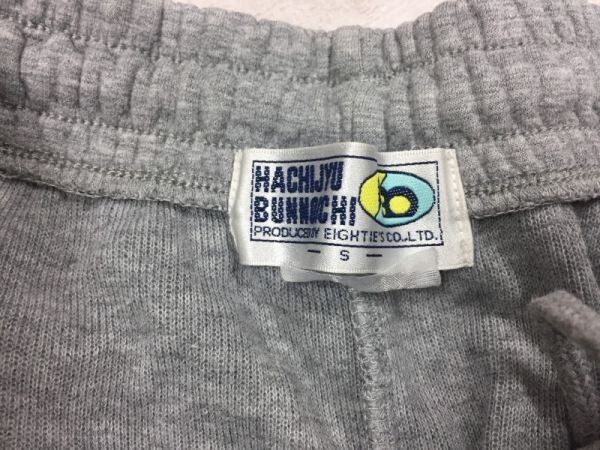 HACHIJYU
BUNNOICHI
PRODUCE BY EIGHTIE'S CO.,LTD.
— S —